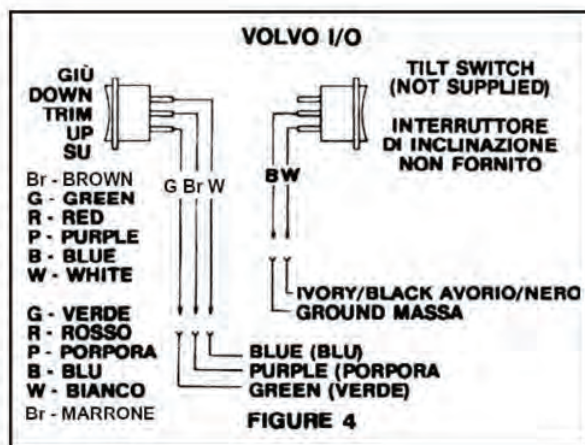 VOLVO I/O
GIÙ
DOWN
TRIM
UP
SU
TILT SWITCH
(NOT SUPPLIED)
INTERRUTTORE
DI INCLINAZIONE
NON FORNITO
Br - BROWN
G - GREEN
R - RED
P - PURPLE
B - BLUE
W - WHITE
G Br W
B W
G - VERDE
R - ROSSO
P - PORPORA
B - BLU
W - BIANCO
Br - MARRONE
IVORY/BLACK AVORIO/NERO
GROUND MASSA
BLUE (BLU)
PURPLE (PORPORA
GREEN (VERDE)
FIGURE 4